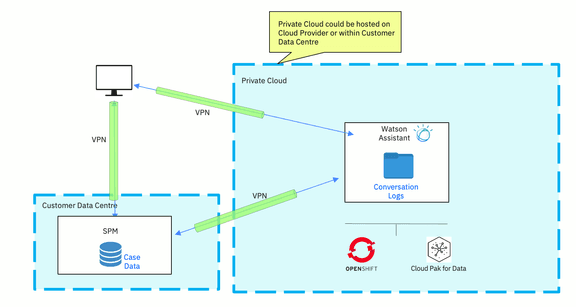 Private Cloud could be hosted on
Cloud Provider or within Customer
Data Centre
Private Cloud
VPN
VPN
Watson
Assistant
Conversation
Logs
VPN
Customer Data Centre
SPM
Case
Data
OPENSHIFT
Cloud Pak for Data